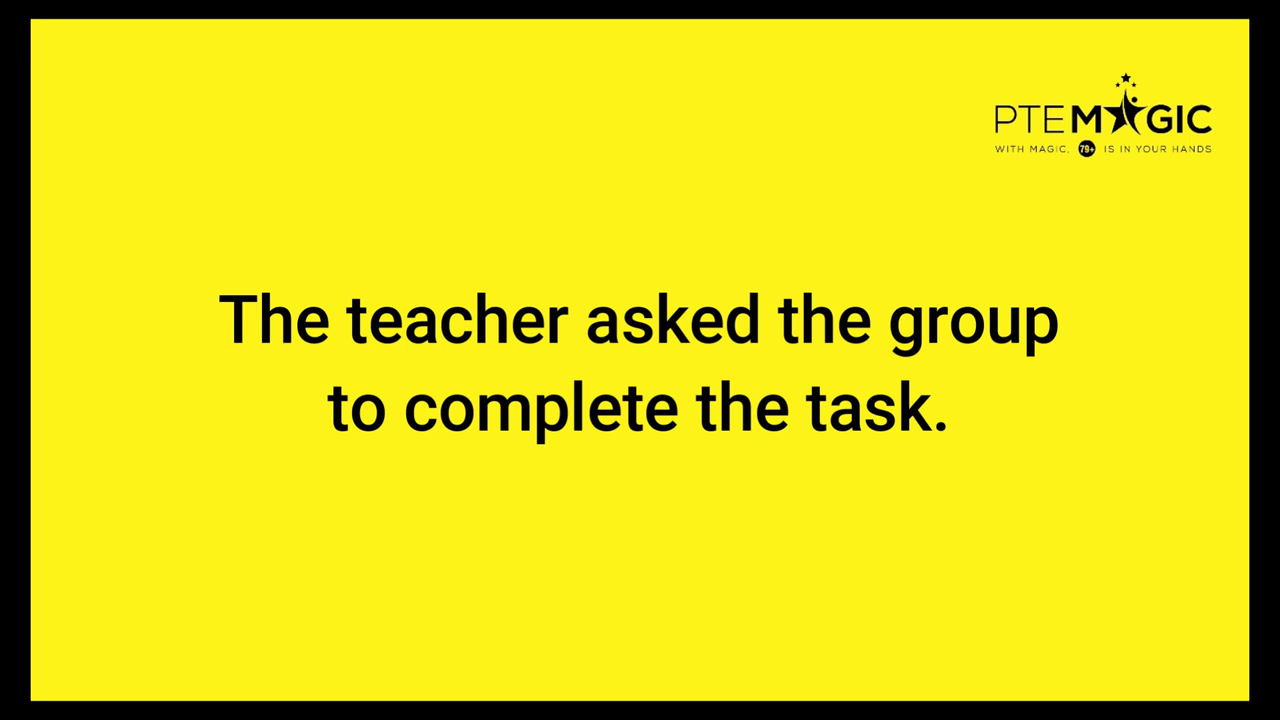 PTEMAGIC
WITH MAGIC, 79+ IS IN YOUR HANDS
The teacher asked the group
to complete the task.